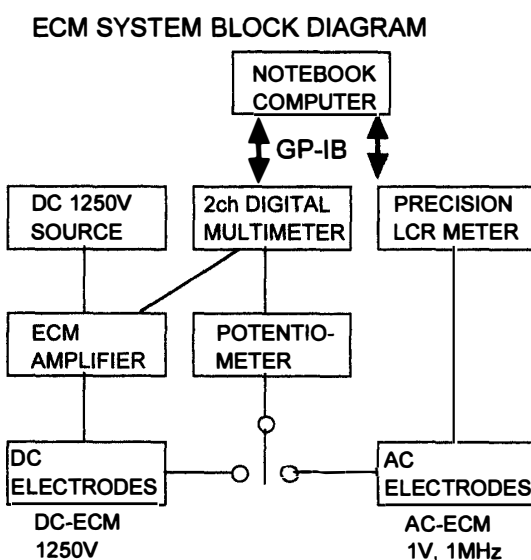 ECM SYSTEM BLOCK DIAGRAM
NOTEBOOK
COMPUTER
GP-IB
DC 1250V
SOURCE
2ch DIGITAL
MULTIMETER
PRECISION
LCR METER
ECM
AMPLIFIER
POTENTIO-
METER
DC
ELECTRODES
AC
ELECTRODES
DC-ECM
1250V
AC-ECM
1V, 1MHz